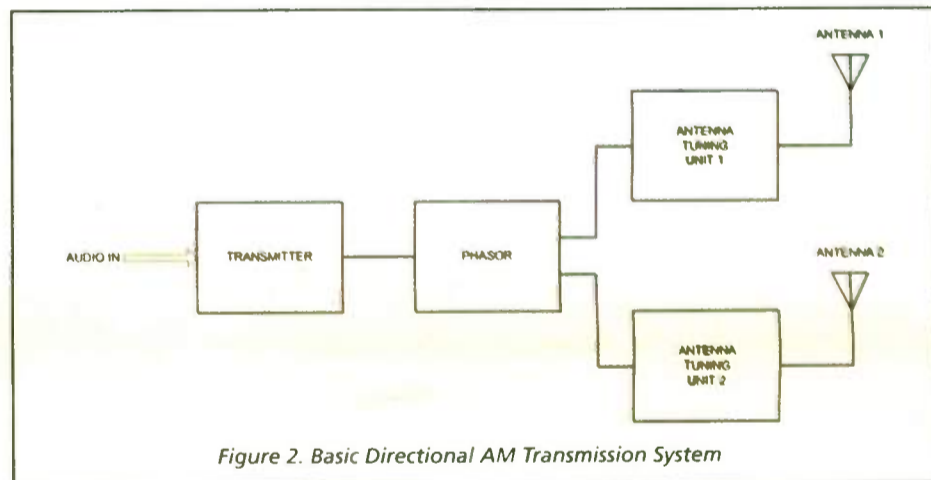 ANTENNA 1
ANTENNA
TUNING
UNIT 1
AUDIO IN
TRANSMITTER
PHASOR
ANTENNA 2
ANTENNA
TUNING
UNIT 2
Figure 2. Basic Directional AM Transmission System